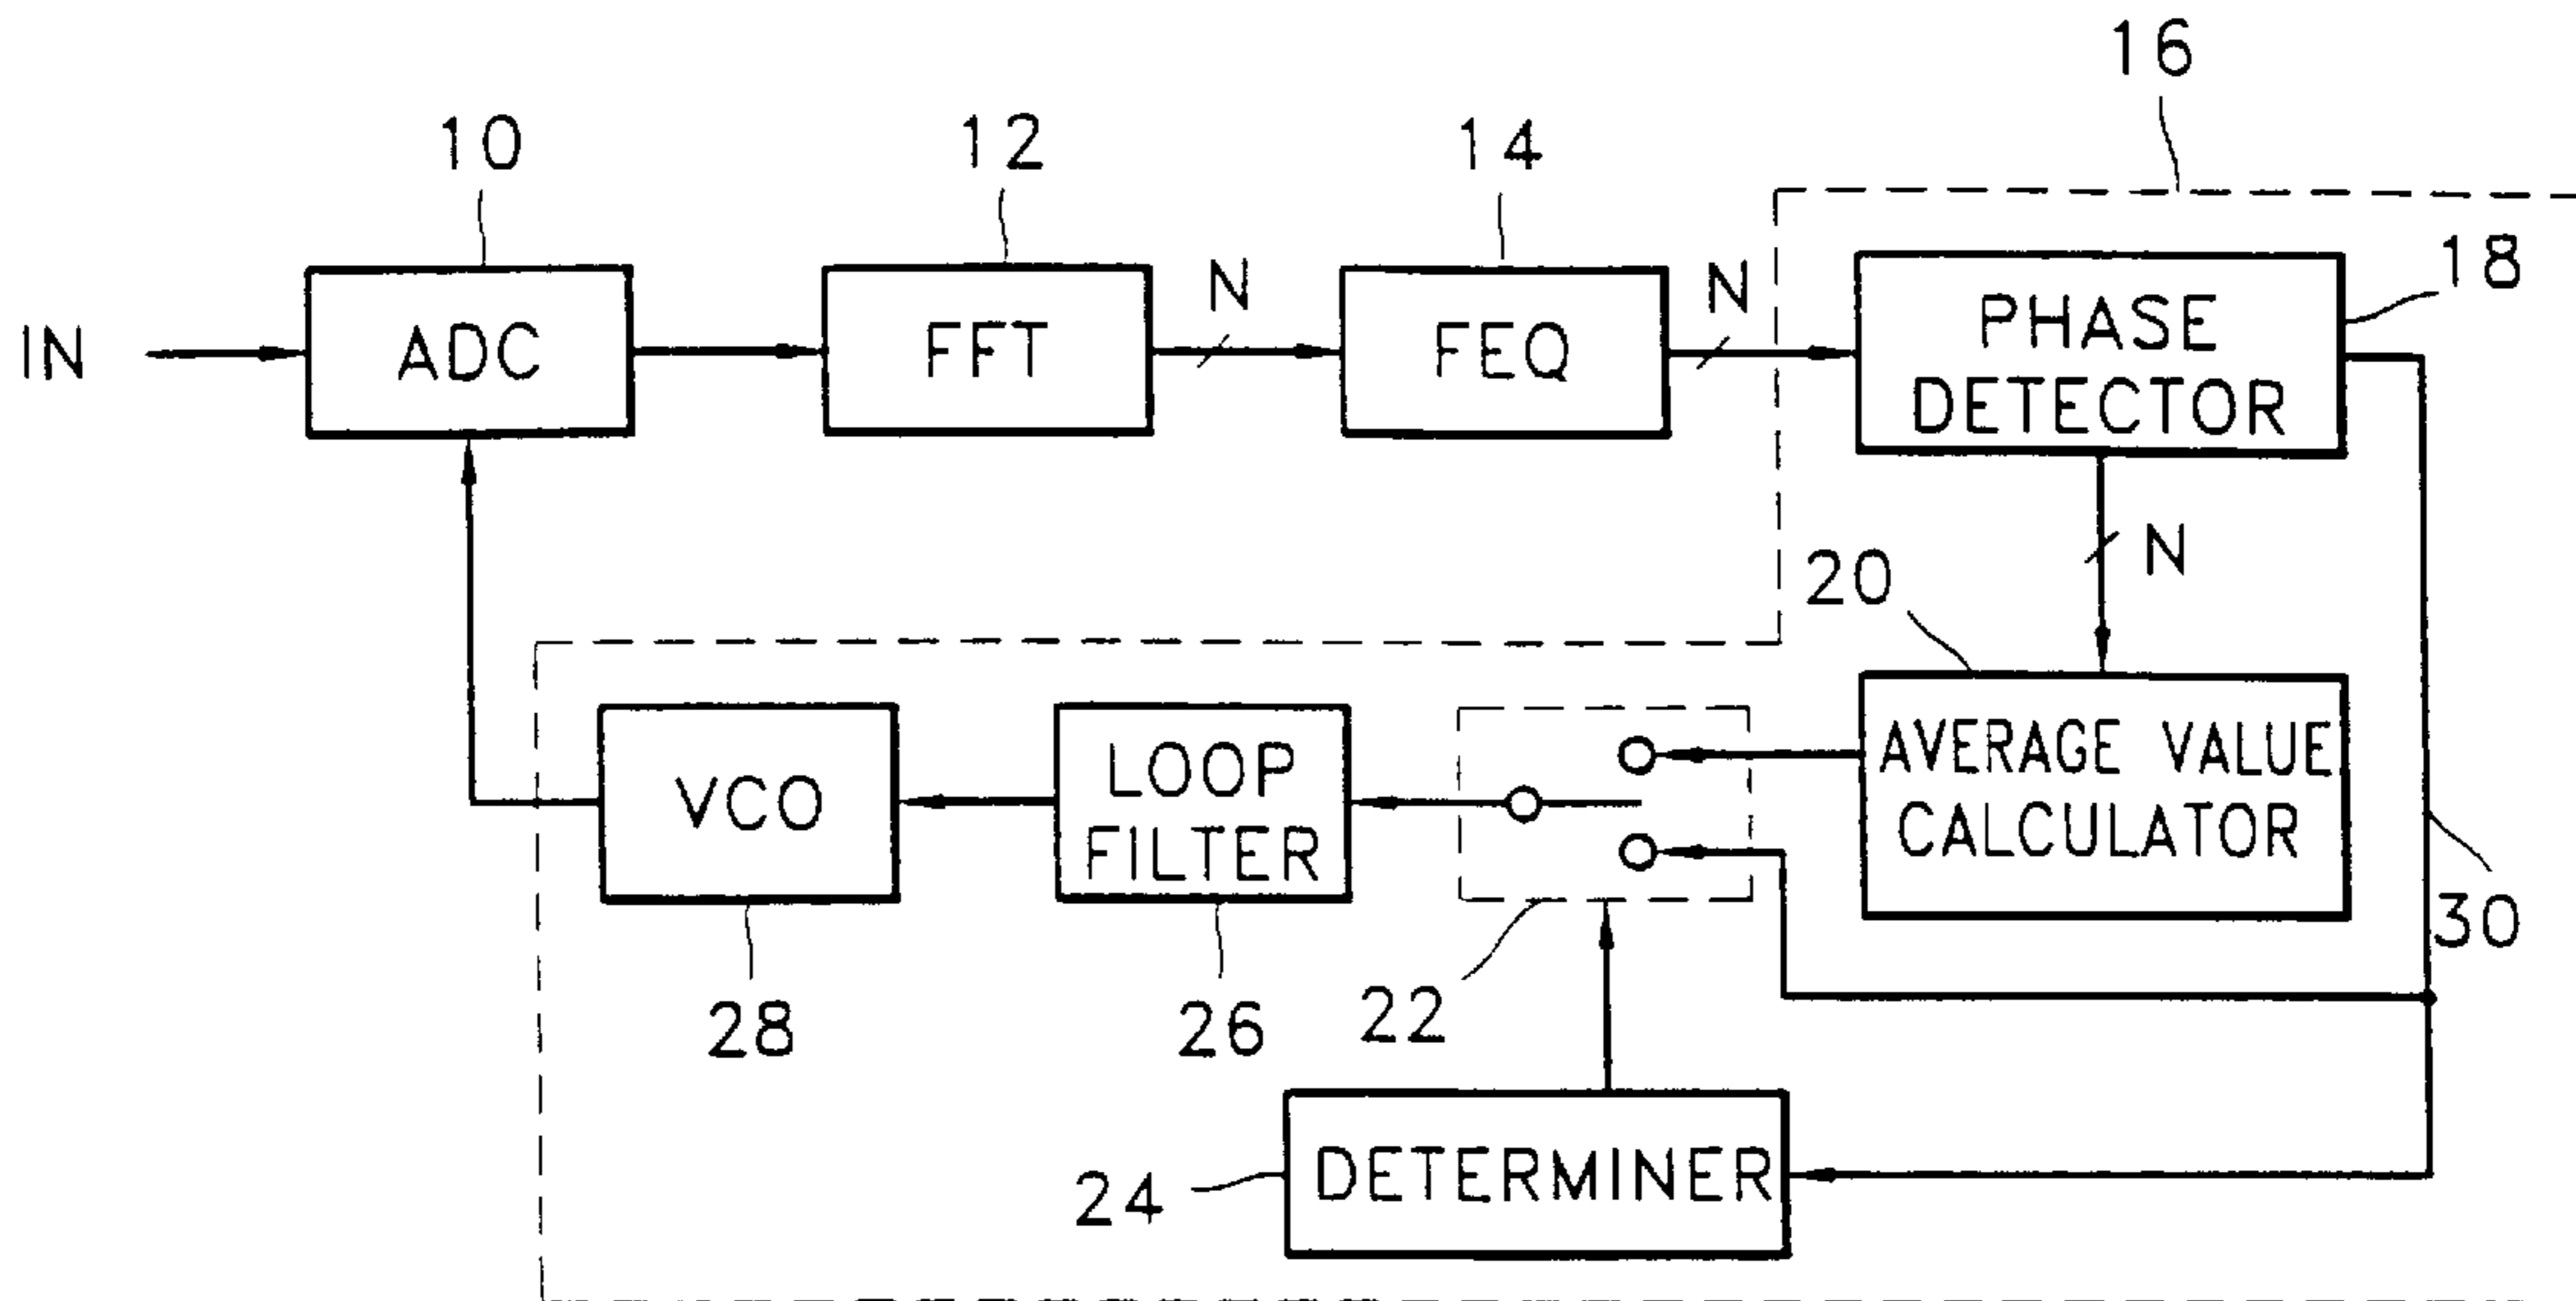 16
10
12
14
18
IN
ADC
FFT
N
FEQ
N
PHASE
DETECTOR
N
20
AVERAGE VALUE
CALCULATOR
VCO
LOOP
FILTER
30
28
26
22
24
DETERMINER